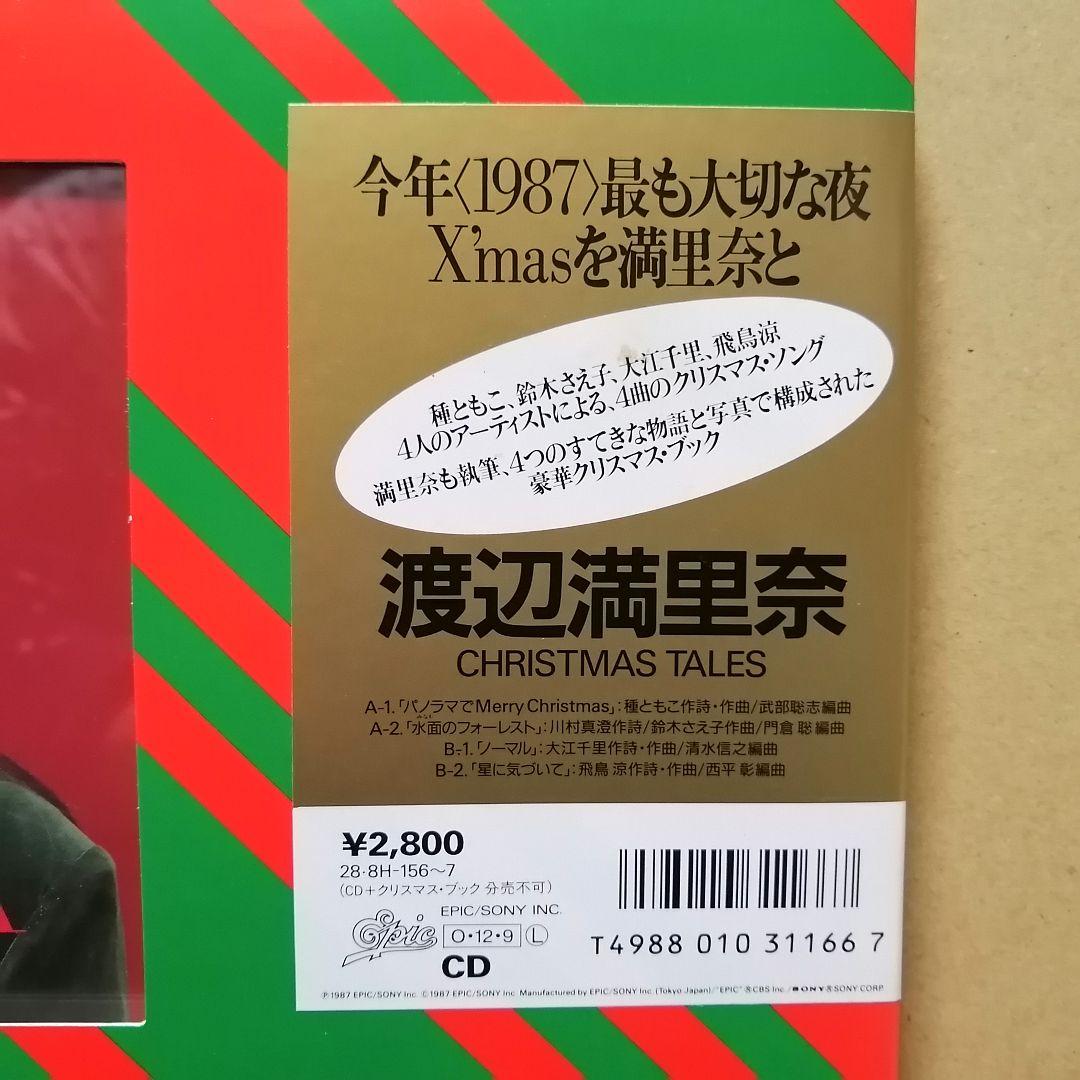 今年〈1987〉最も大切な夜
X'masを満里奈と
種ともこ、鈴木さえ子、大江千里、飛鳥涼
4人のアーティストによる、4曲のクリスマス・ソング
満里奈も執筆、4つのすてきな物語と写真で構成された
豪華クリスマス・ブック
渡辺満里奈
CHRISTMAS TALES
A-1.「パノラマでMerry Christmas」：種ともこ作詩・作曲/武部聡志編曲
みなも
A-2.「水面のフォーレスト」：川村真澄作詩/鈴木さえ子作曲/門倉 聡編曲
B-1.「ノーマル」：大江千里作詩・作曲/清水信之編曲
B-2.「星に気づいて」：飛鳥 涼作詩・作曲/西平 彰編曲
¥2,800
28・8H-156〜7
(CD+クリスマス・ブック 分売不可)
EPIC/SONY INC.
Epic O・12・9 L
CD
T4988 010 31166 7
℗1987 EPIC/SONY Inc. ©1987 EPIC/SONY Inc. Manufactured by EPIC/SONY Inc. (Tokyo Japan)/"EPIC" ® CBS Inc./SONY ® SONY CORP.